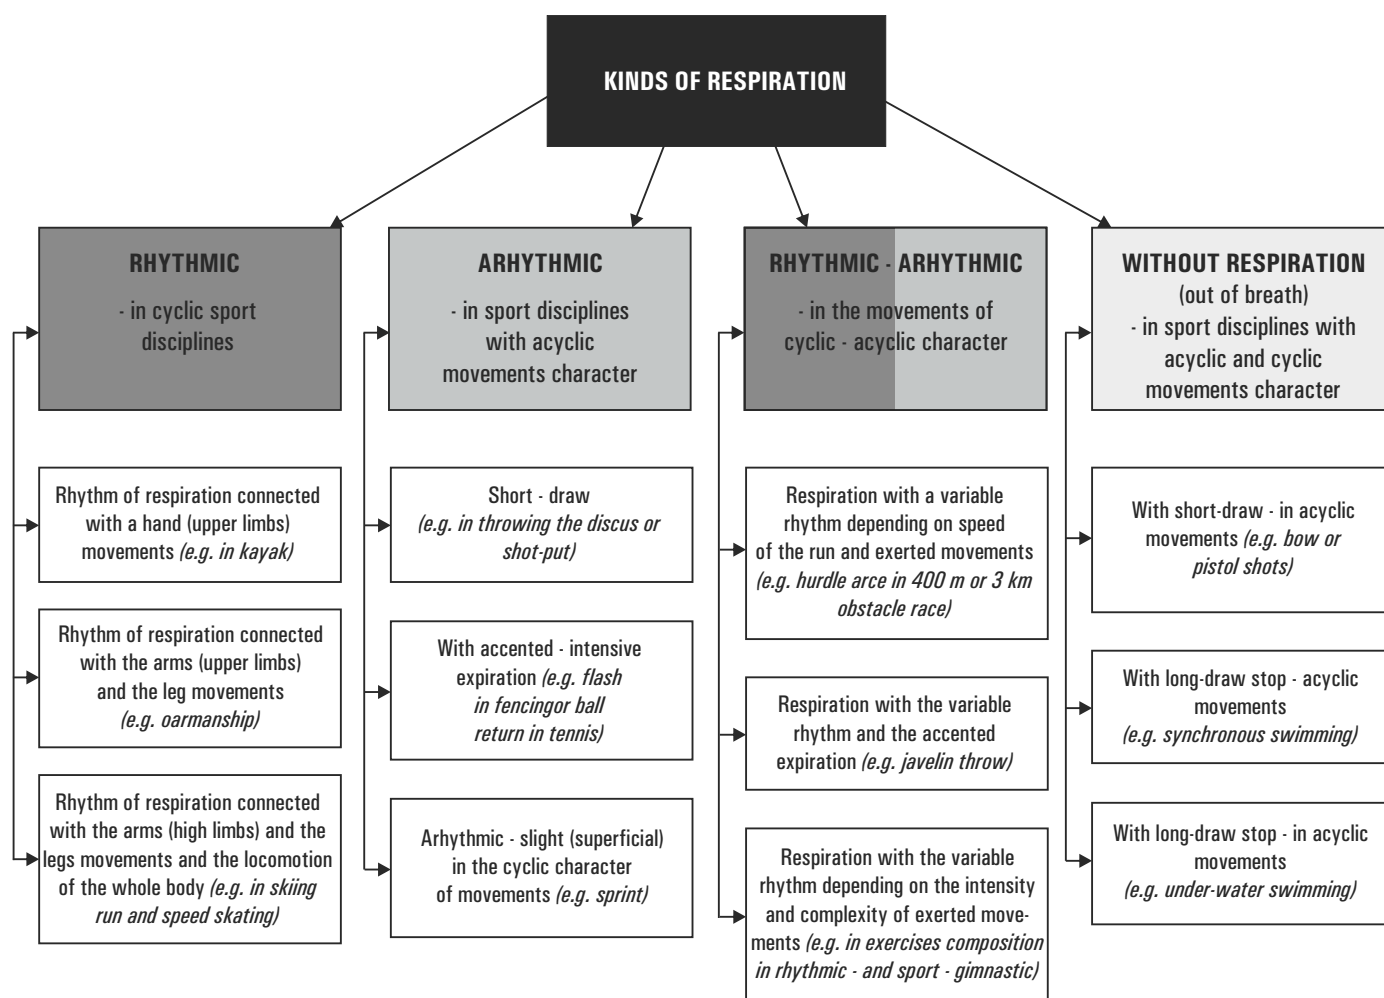 KINDS OF RESPIRATION
RHYTHMIC
- in cyclic sport
disciplines
Rhythm of respiration connected
with a hand (upper limbs)
movements (e.g. in kayak)
Rhythm of respiration connected
with the arms (upper limbs)
and the leg movements
(e.g. oarmanship)
Rhythm of respiration connected
with the arms (high limbs) and the
legs movements and the locomotion
of the whole body (e.g. in skiing
run and speed skating)
ARHYTHMIC
- in sport disciplines
with acyclic
movements character
Short - draw
(e.g. in throwing the discus or
shot-put)
With accented - intensive
expiration (e.g. flash
in fencingor ball
return in tennis)
Arhythmic - slight (superficial)
in the cyclic character
of movements (e.g. sprint)
RHYTHMIC - ARHYTHMIC
- in the movements of
cyclic - acyclic character
Respiration with a variable
rhythm depending on speed
of the run and exerted movements
(e.g. hurdle arce in 400 m or 3 km
obstacle race)
Respiration with the variable
rhythm and the accented
expiration (e.g. javelin throw)
Respiration with the variable
rhythm depending on the intensity
and complexity of exerted move-
ments (e.g. in exercises composition
in rhythmic - and sport - gimnastic)
WITHOUT RESPIRATION
(out of breath)
- in sport disciplines with
acyclic and cyclic
movements character
With short-draw - in acyclic
movements (e.g. bow or
pistol shots)
With long-draw stop - acyclic
movements
(e.g. synchronous swimming)
With long-draw stop - in acyclic
movements
(e.g. under-water swimming)